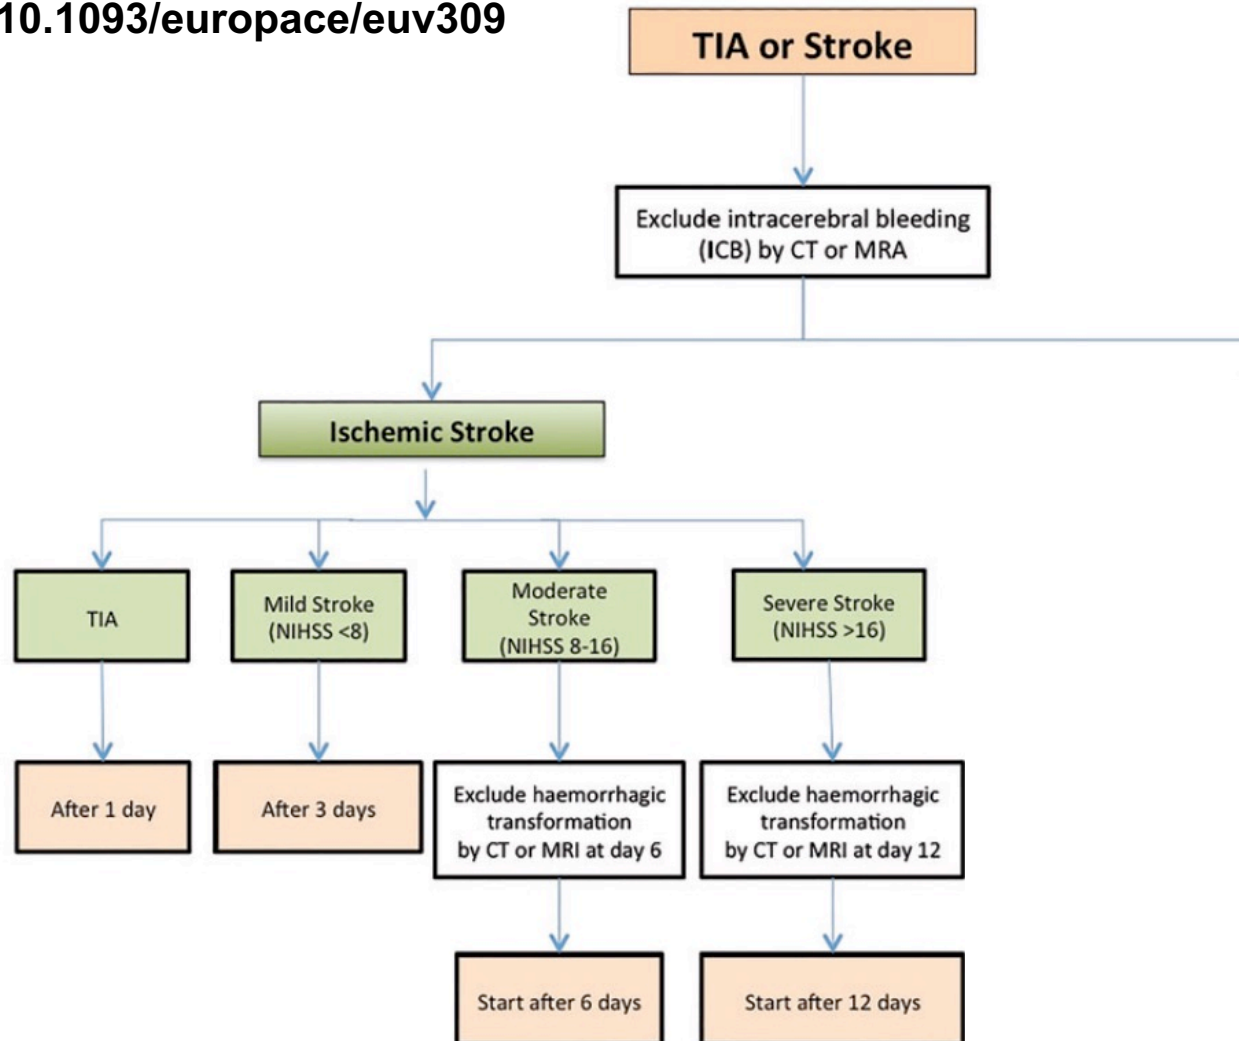 10.1093/europace/euv309
TIA or Stroke
Exclude intracerebral bleeding
(ICB) by CT or MRA
Ischemic Stroke
TIA
Mild Stroke
(NIHSS <8)
Moderate
Stroke
(NIHSS 8-16)
Severe Stroke
(NIHSS >16)
After 1 day
After 3 days
Exclude haemorrhagic
transformation
by CT or MRI at day 6
Exclude haemorrhagic
transformation
by CT or MRI at day 12
Start after 6 days
Start after 12 days